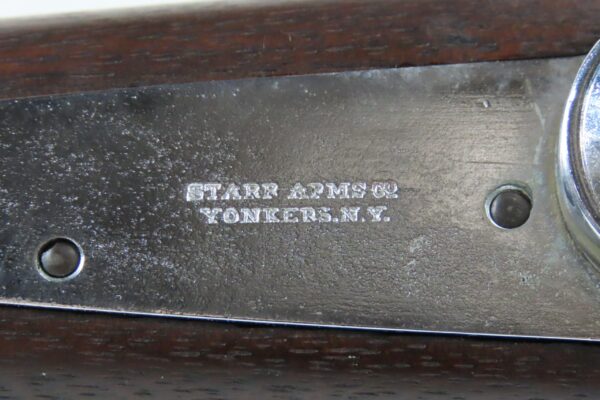 STARR ARMS Co
YONKERS. N.Y.